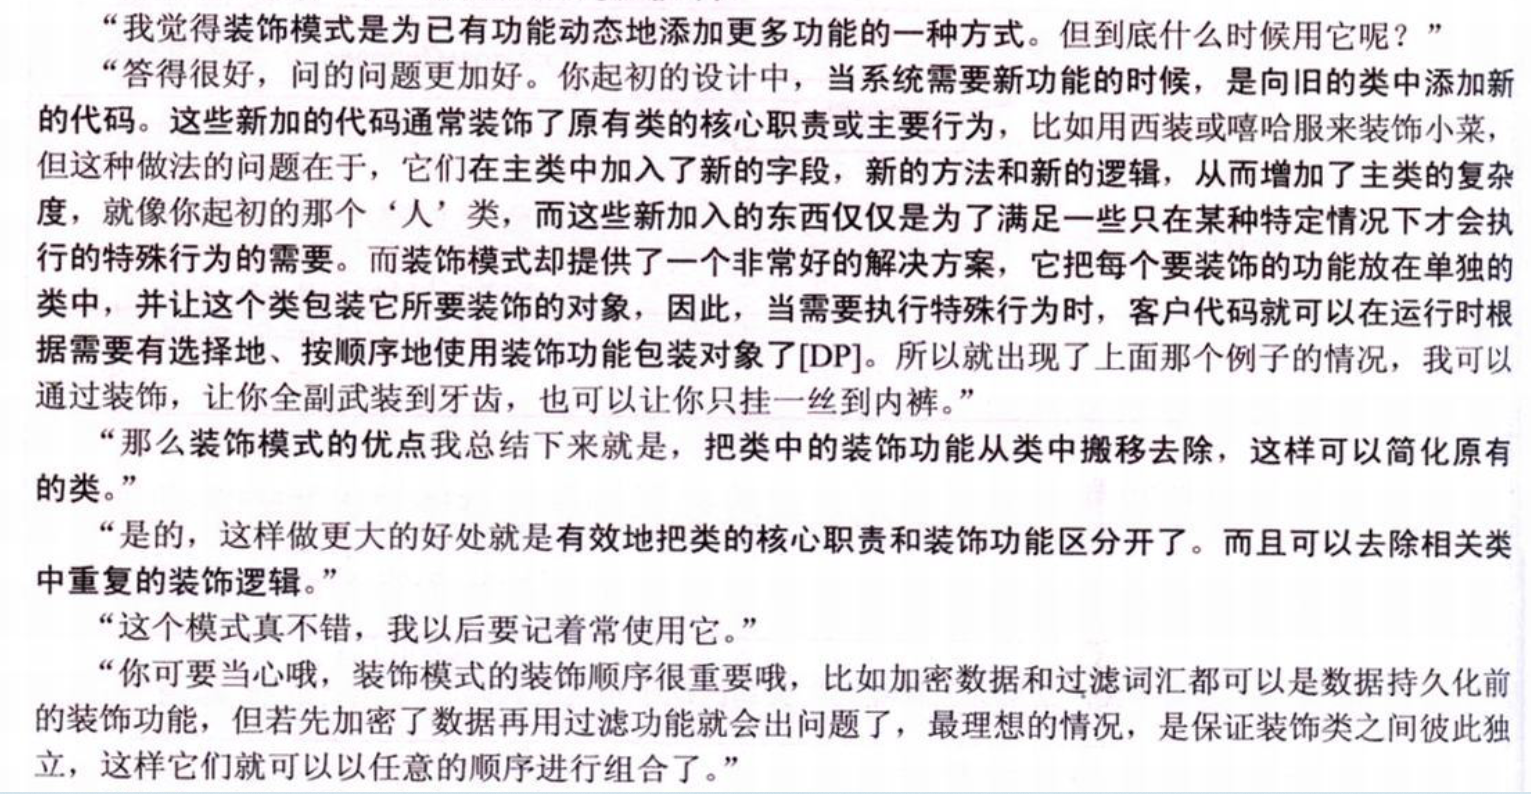 “我觉得装饰模式是为已有功能动态地添加更多功能的一种方式。但到底什么时候用它呢？”
“答得很好，问的问题更加好。你起初的设计中，当系统需要新功能的时候，是向旧的类中添加新
的代码。这些新加的代码通常装饰了原有类的核心职责或主要行为，比如用西装或嘻哈服来装饰小菜，
但这种做法的问题在于，它们在主类中加入了新的字段，新的方法和新的逻辑，从而增加了主类的复杂
度，就像你起初的那个‘人’类，而这些新加入的东西仅仅是为了满足一些只在某种特定情况下才会执
行的特殊行为的需要。而装饰模式却提供了一个非常好的解决方案，它把每个要装饰的功能放在单独的
类中，并让这个类包装它所要装饰的对象，因此，当需要执行特殊行为时，客户代码就可以在运行时根
据需要有选择地、按顺序地使用装饰功能包装对象了[DP]。所以就出现了上面那个例子的情况，我可以
通过装饰，让你全副武装到牙齿，也可以让你只挂一丝到内裤。”
“那么装饰模式的优点我总结下来就是，把类中的装饰功能从类中搬移去除，这样可以简化原有
的类。”
“是的，这样做更大的好处就是有效地把类的核心职责和装饰功能区分开了。而且可以去除相关类
中重复的装饰逻辑。”
“这个模式真不错，我以后要记着常使用它。”
“你可要当心哦，装饰模式的装饰顺序很重要哦，比如加密数据和过滤词汇都可以是数据持久化前
的装饰功能，但若先加密了数据再用过滤功能就会出问题了，最理想的情况，是保证装饰类之间彼此独
立，这样它们就可以以任意的顺序进行组合了。”